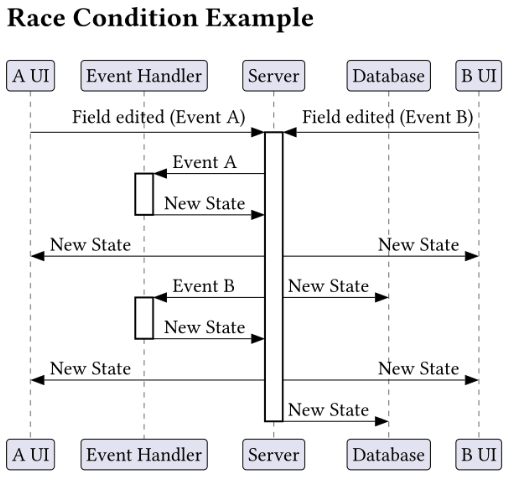 Race Condition Example
A UI Event Handler Server Database B UI
Field edited (Event A) Field edited (Event B)
Event A
New State
New State New State
Event B New State
New State
New State New State
New State
A UI Event Handler Server Database B UI